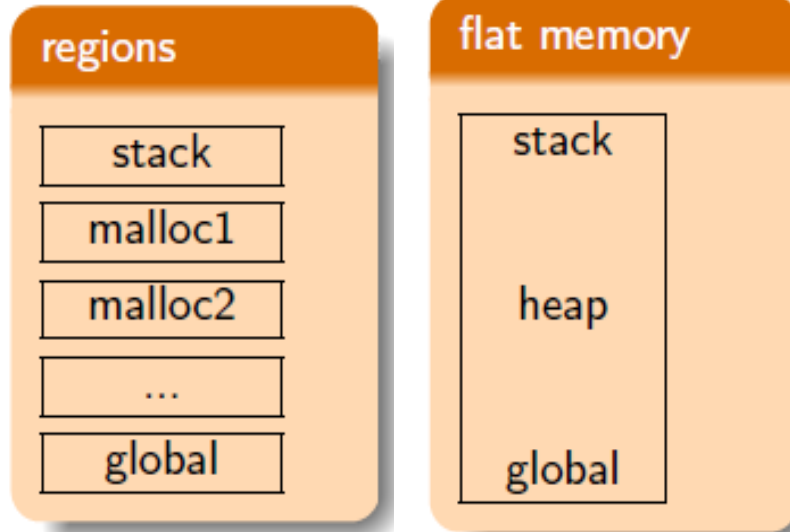 regions
stack
malloc1
malloc2
...
global
flat memory
stack
heap
global